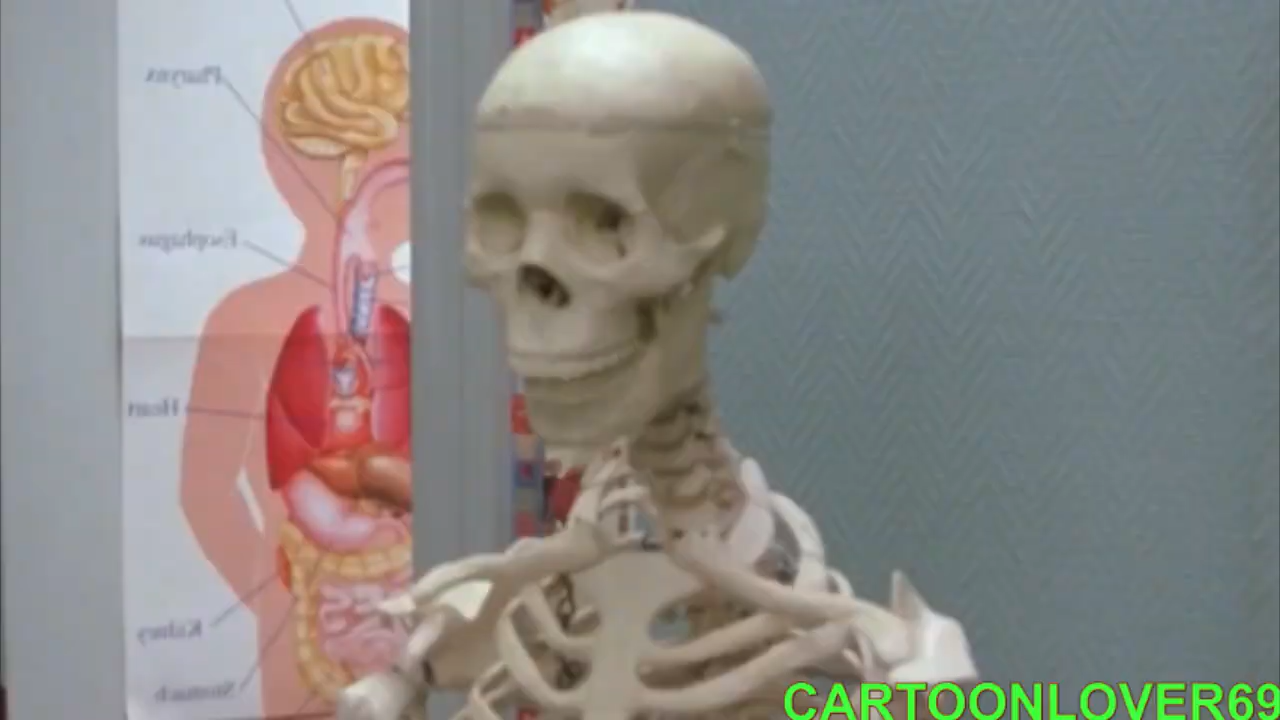 Pharynx
Esophagus
Heart
Kidney
Stomach
CARTOONLOVER69